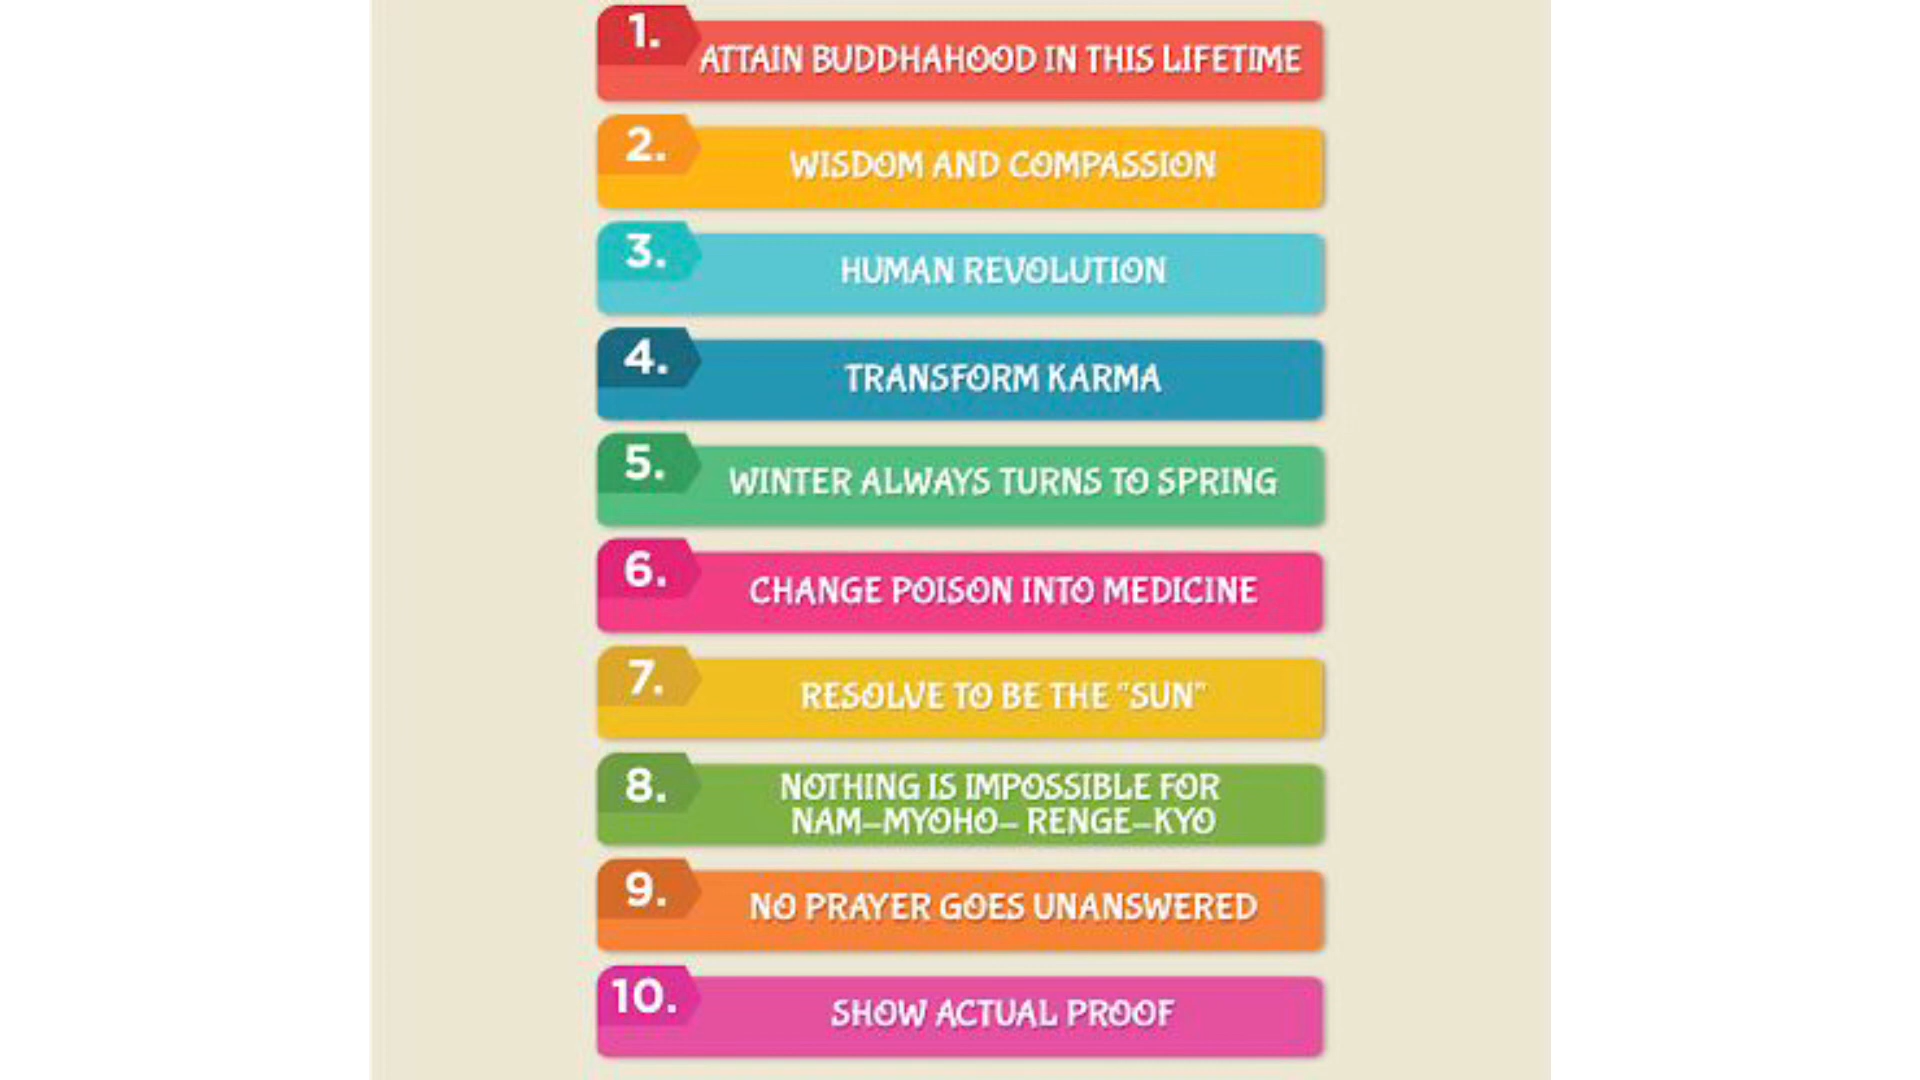 1.
ATTAIN BUDDHAHOOD IN THIS LIFETIME
2.
WISDOM AND COMPASSION
3.
HUMAN REVOLUTION
4.
TRANSFORM KARMA
5.
WINTER ALWAYS TURNS TO SPRING
6.
CHANGE POISON INTO MEDICINE
7.
RESOLVE TO BE THE "SUN"
8.
NOTHING IS IMPOSSIBLE FOR
NAM-MYOHO- RENGE-KYO
9.
NO PRAYER GOES UNANSWERED
10.
SHOW ACTUAL PROOF